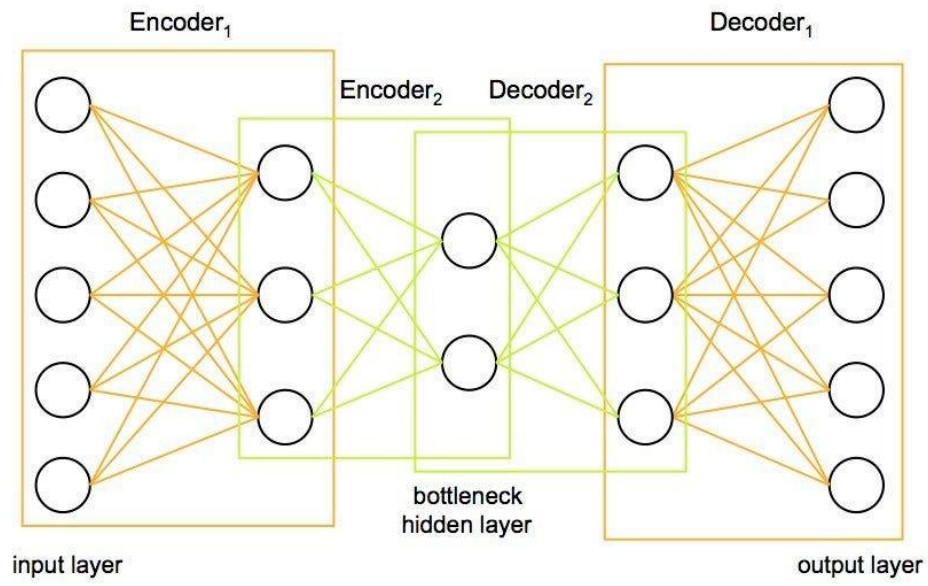 Encoder₁
Decoder₁
Encoder₂
Decoder₂
bottleneck
hidden layer
input layer
output layer